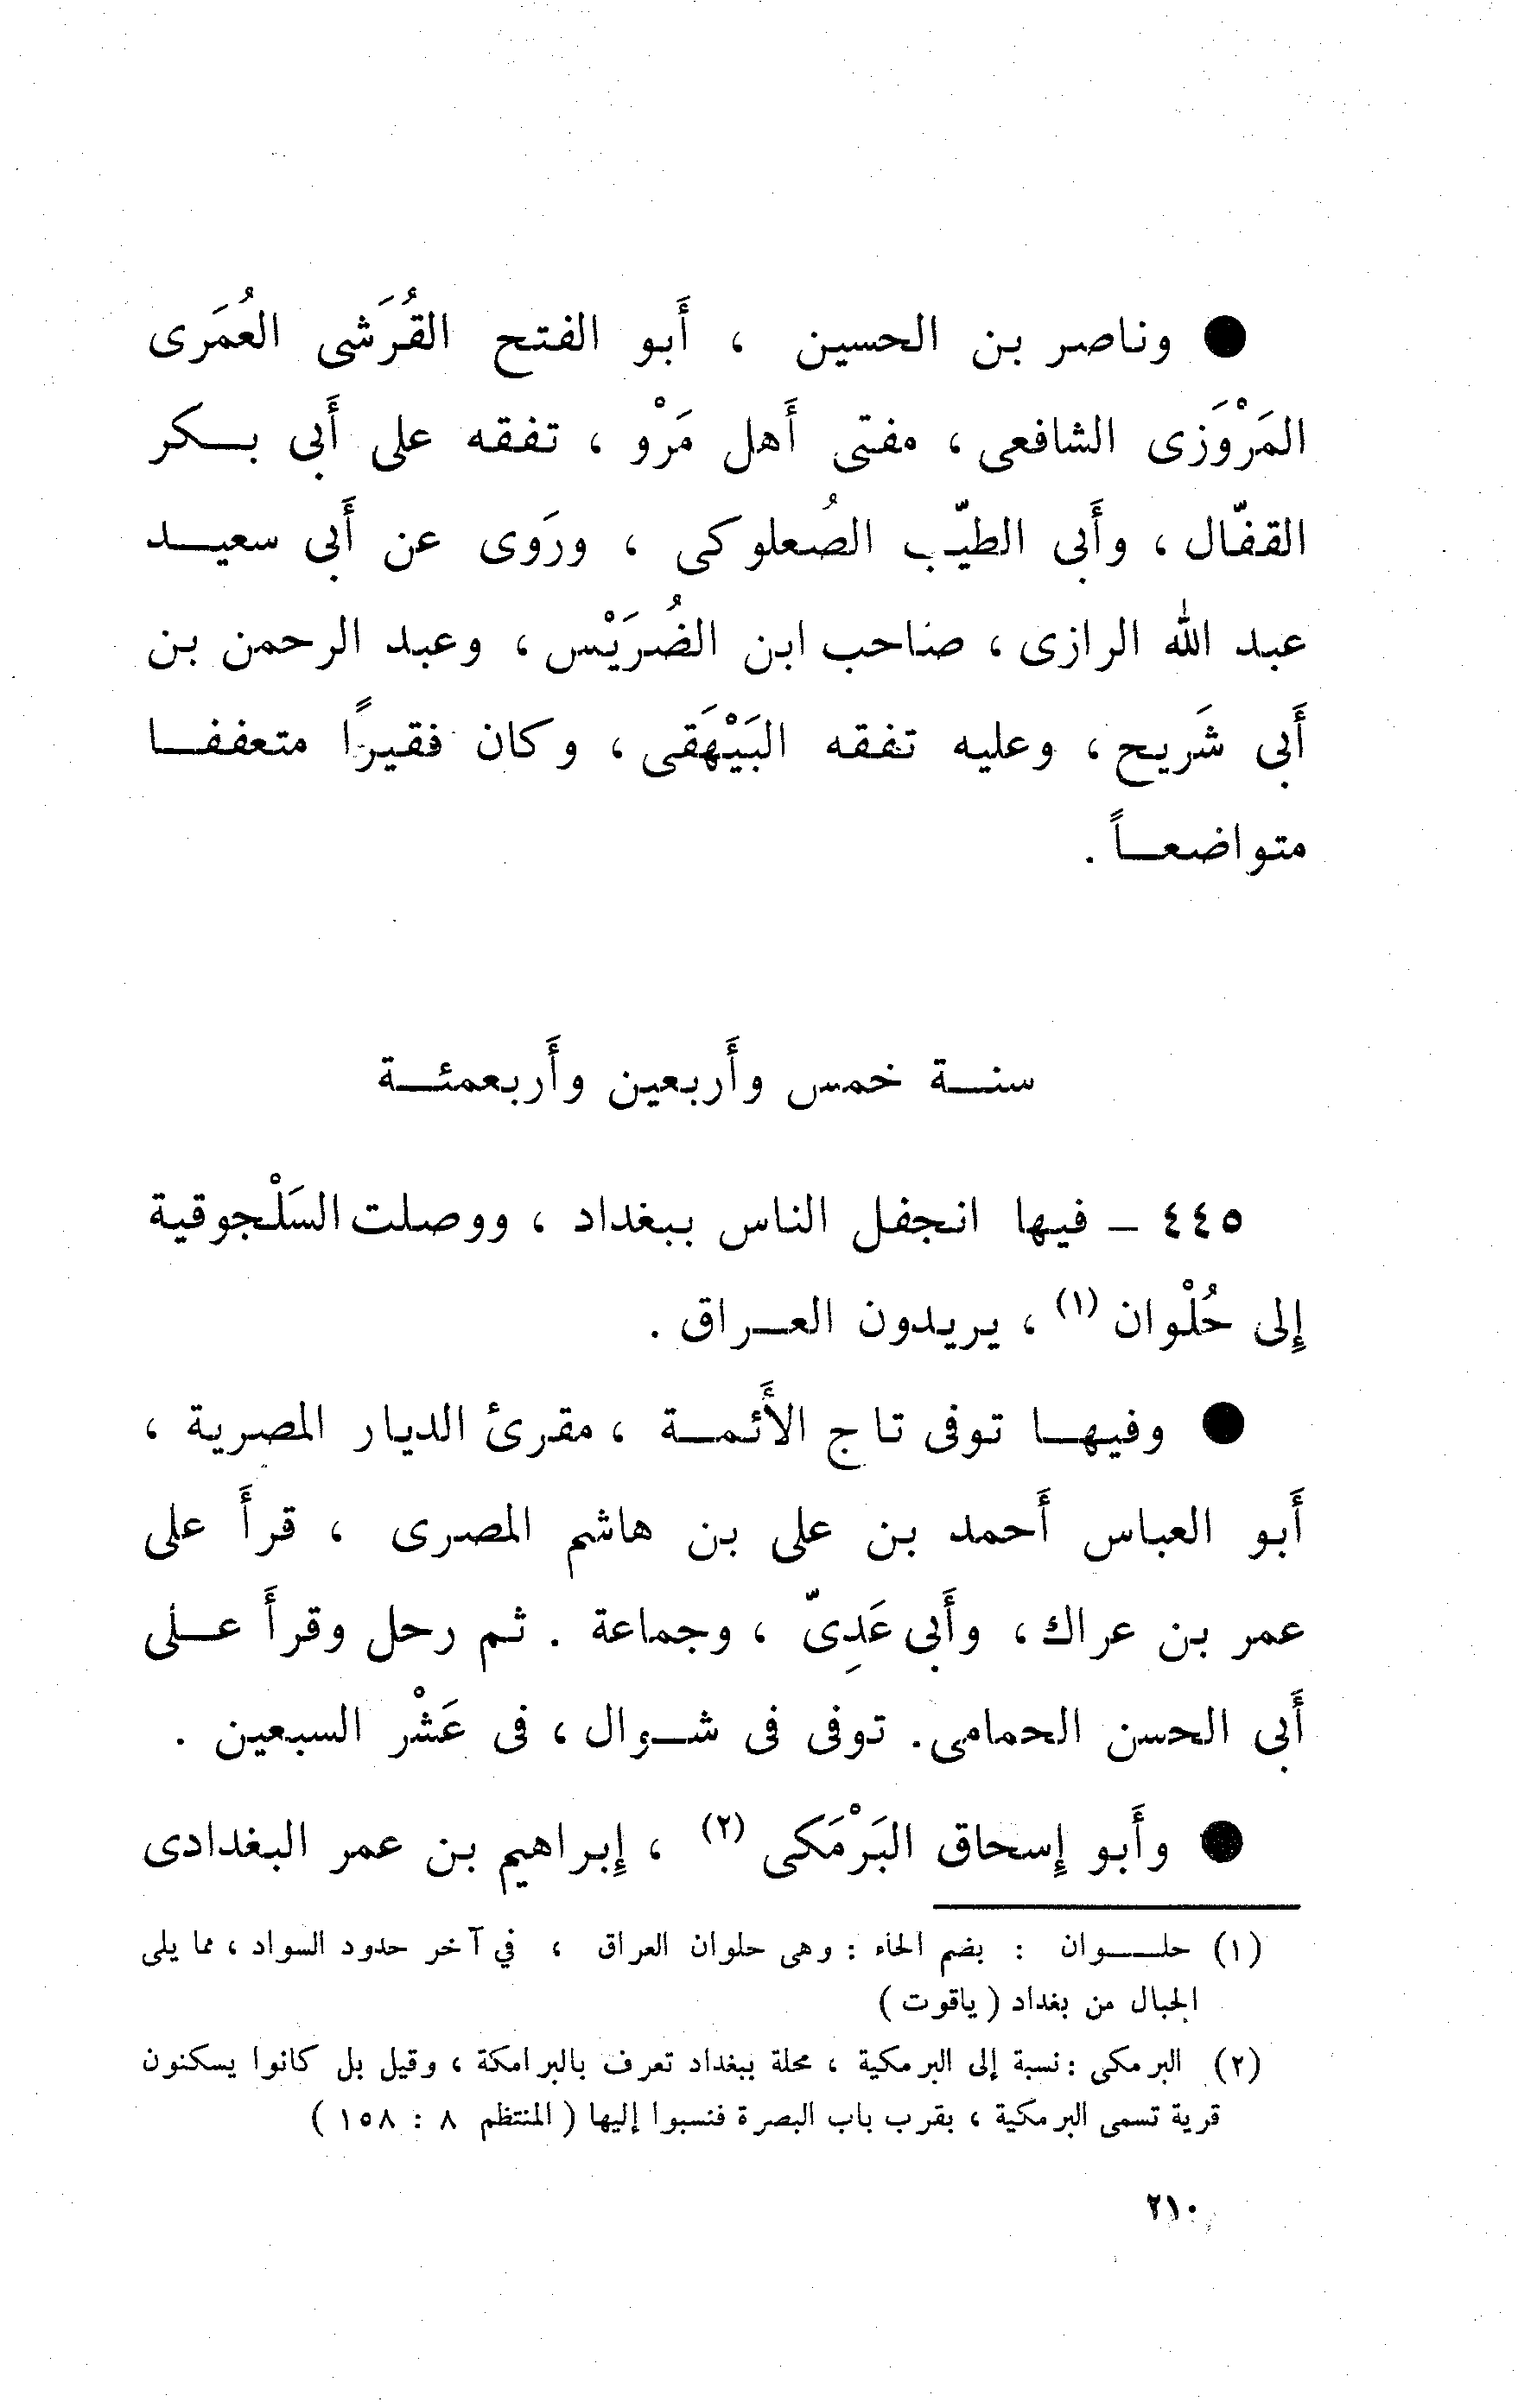 ● وناصر بن الحسين ، أَبو الفتح القُرَشى العُمَرى
المَرْوَزى الشافعى ، مفتى أَهل مَرْو ، تفقه على أَبى بكر
القفّال ، وأَبى الطيّب الصُعلوكى ، وروَى عن أَبى سعيد
عبد الله الرازى ، صاحب ابن الضُرَيْس ، وعبد الرحمن بن
أَبى شَريح ، وعليه تفقه البَيْهَقى ، وكان فقيرًا متعففا
متواضعاً .
سنة خمس وأَربعين وأَربعمئة
٤٤٥ – فيها انجفل الناس ببغداد ، ووصلت السَلْجوقية
إِلى حُلْوان (١) ، يريدون العراق .
● وفيها توفى تاج الأَئمة ، مقرئ الديار المصرية ،
أَبو العباس أَحمد بن على بن هاشم المصرى ، قرأَ على
عمر بن عراك ، وأَبى عَدِىّ ، وجماعة . ثم رحل وقرأَ على
أَبى الحسن الحمامى . توفى فى شوال ، فى عَشْر السبعين .
● وأَبو إِسحاق البَرْمَكى (٢) ، إِبراهيم بن عمر البغدادى
(١) حلوان : بضم الحاء : وهى حلوان العراق ، في آخر حدود السواد ، مما يلى
الجبال من بغداد ( ياقوت )
(٢) البرمكى : نسبة إلى البرمكية ، محلة ببغداد تعرف بالبرامكة ، وقيل بل كانوا يسكنون
قرية تسمى البرمكية ، بقرب باب البصرة فنسبوا إليها ( المنتظم ٨ : ١٥٨ )
٢١٠